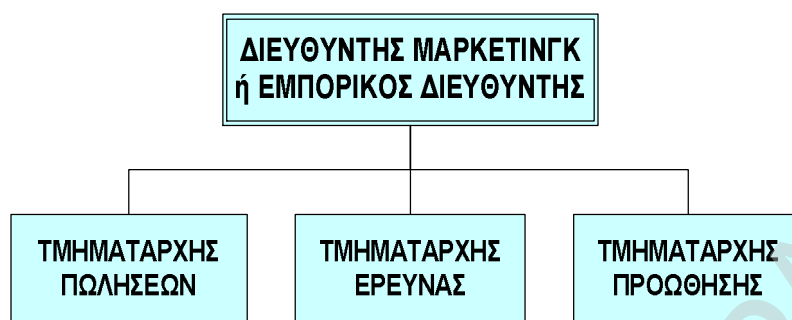 ΔΙΕΥΘΥΝΤΗΣ ΜΑΡΚΕΤΙΝΓΚ
ή ΕΜΠΟΡΙΚΟΣ ΔΙΕΥΘΥΝΤΗΣ
ΤΜΗΜΑΤΑΡΧΗΣ
ΠΩΛΗΣΕΩΝ
ΤΜΗΜΑΤΑΡΧΗΣ
ΕΡΕΥΝΑΣ
ΤΜΗΜΑΤΑΡΧΗΣ
ΠΡΟΩΘΗΣΗΣ